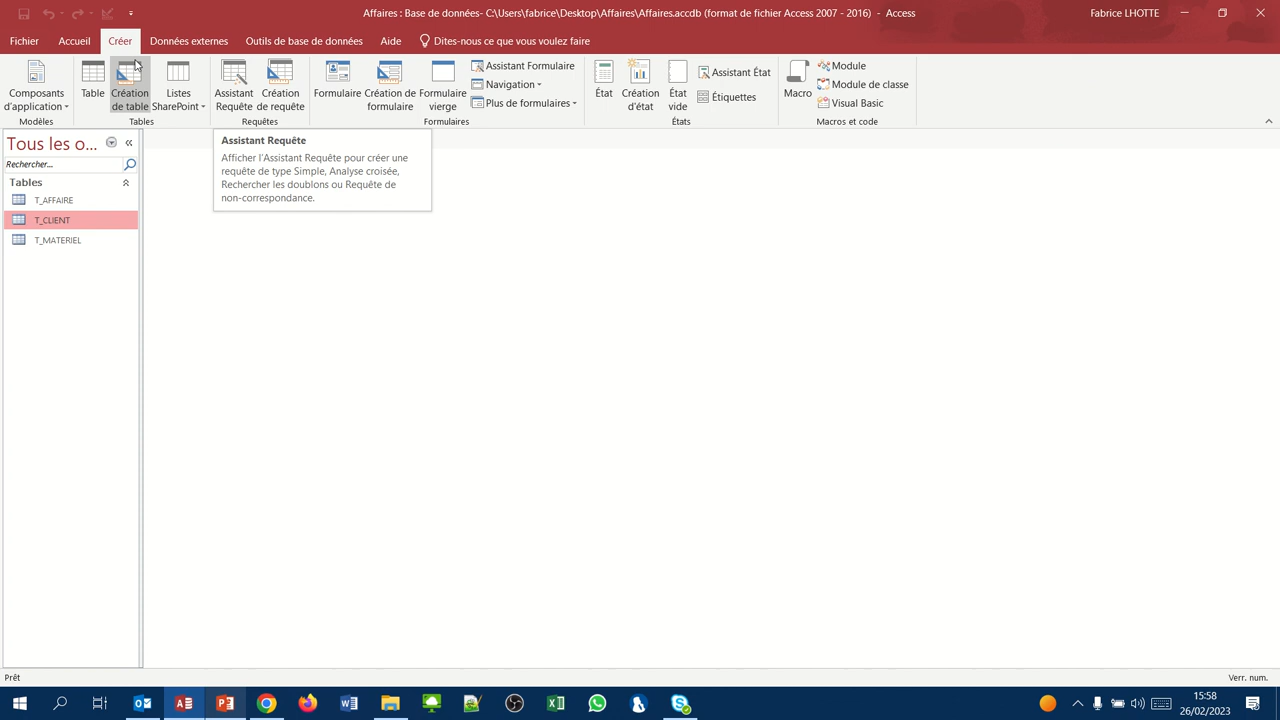 Affaires : Base de données- C:\Users\fabrice\Desktop\Affaires\Affaires.accdb (format de fichier Access 2007 - 2016) - Access
Fabrice LHOTTE
Fichier Accueil Créer Données externes Outils de base de données Aide Dites-nous ce que vous voulez faire
Composants d'application
Modèles
Table
Création de table
Listes SharePoint
Tables
Assistant Requête
Création de requête
Requêtes
Formulaire
Création de formulaire
Formulaire vierge
Assistant Formulaire
Navigation
Plus de formulaires
Formulaires
État
Création d'état
État vide
Assistant État
Étiquettes
États
Macro
Module
Module de classe
Visual Basic
Macros et code
Tous les o...
Rechercher...
Tables
T_AFFAIRE
T_CLIENT
T_MATERIEL
Assistant Requête
Afficher l'Assistant Requête pour créer une
requête de type Simple, Analyse croisée,
Rechercher les doublons ou Requête de
non-correspondance.
Prêt
Verr. num.
15:58
26/02/2023